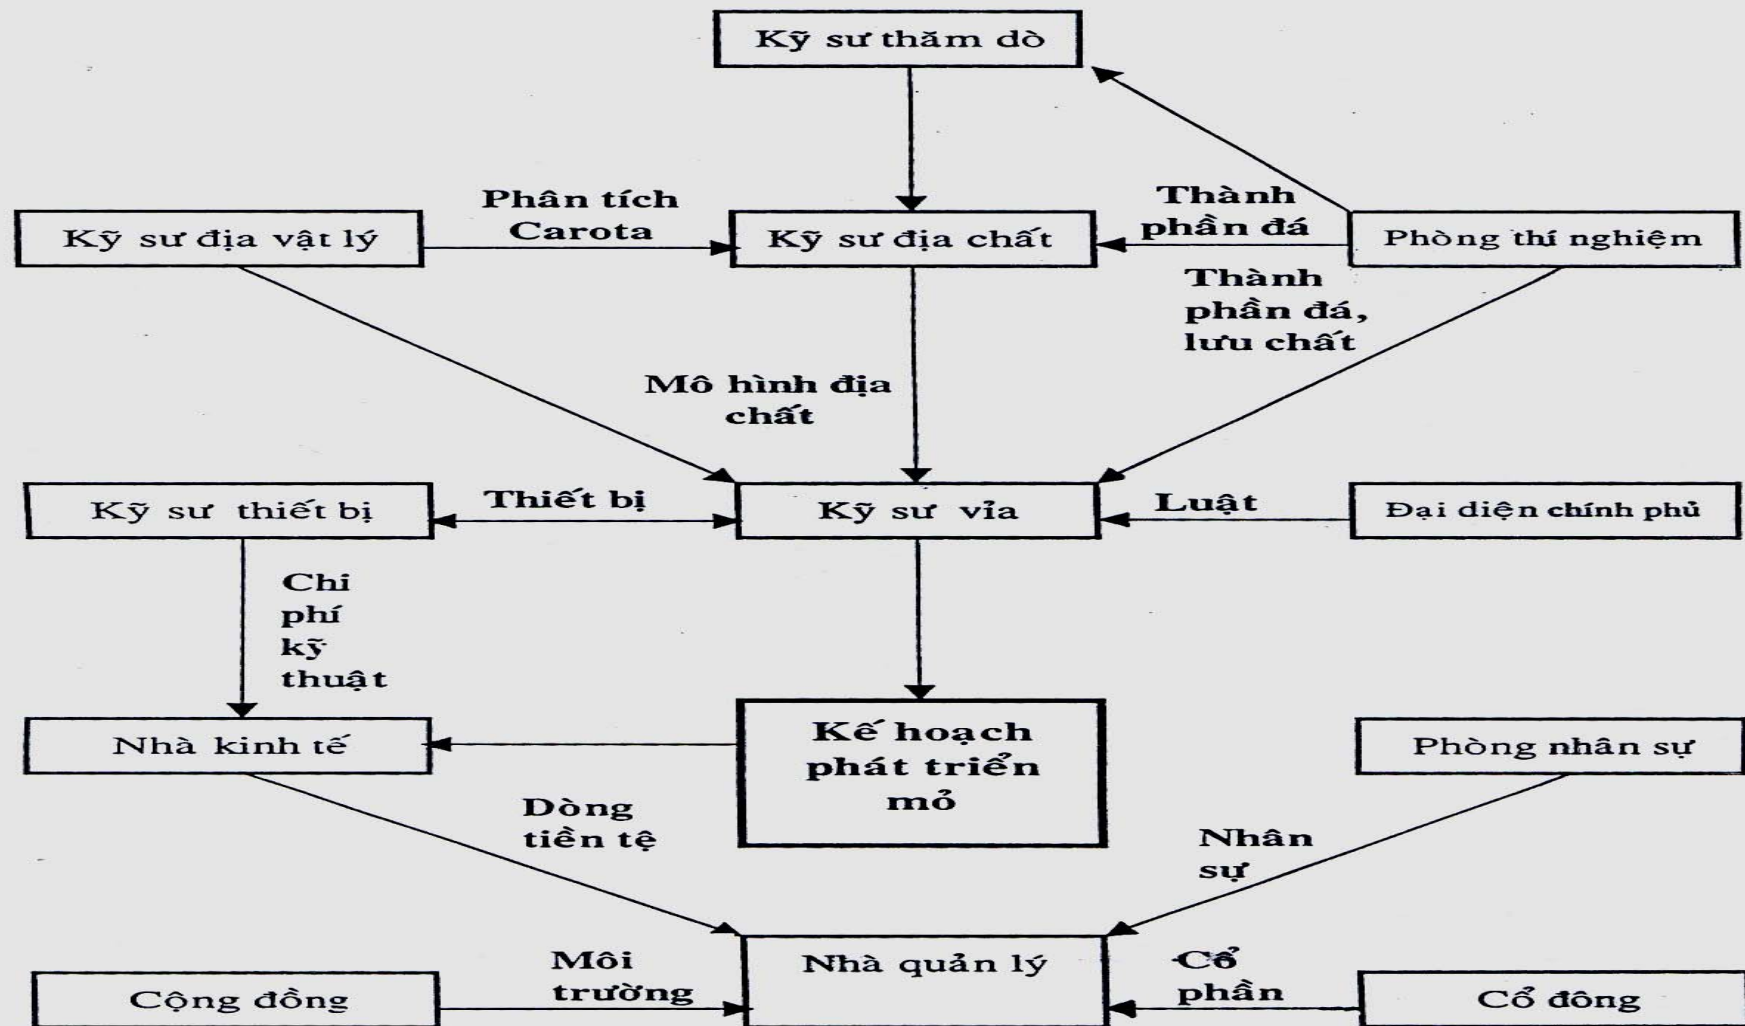 Kỹ sư thăm dò
Phân tích
Carota
Thành
phần đá
Kỹ sư địa vật lý
Kỹ sư địa chất
Phòng thí nghiệm
Thành
phần đá,
lưu chất
Mô hình địa
chất
Kỹ sư thiết bị
Thiết bị
Kỹ sư vỉa
Luật
Đại diện chính phủ
Chi
phí
kỹ
thuật
Nhà kinh tế
Kế hoạch
phát triển
mỏ
Phòng nhân sự
Dòng
tiền tệ
Nhân
sự
Môi
trường
Nhà quản lý
Cổ
phần
Cộng đồng
Cổ đông